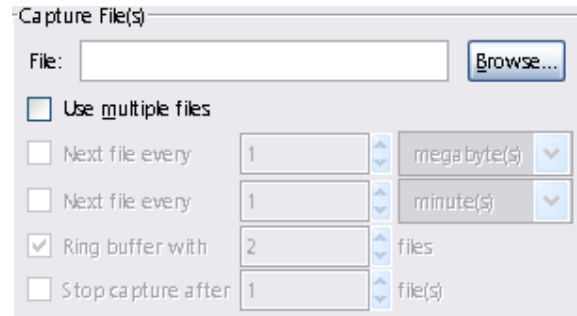 Capture File(s)
File: Browse...
Use multiple files
Next file every 1 megabyte(s)
Next file every 1 minute(s)
Ring buffer with 2 files
Stop capture after 1 file(s)